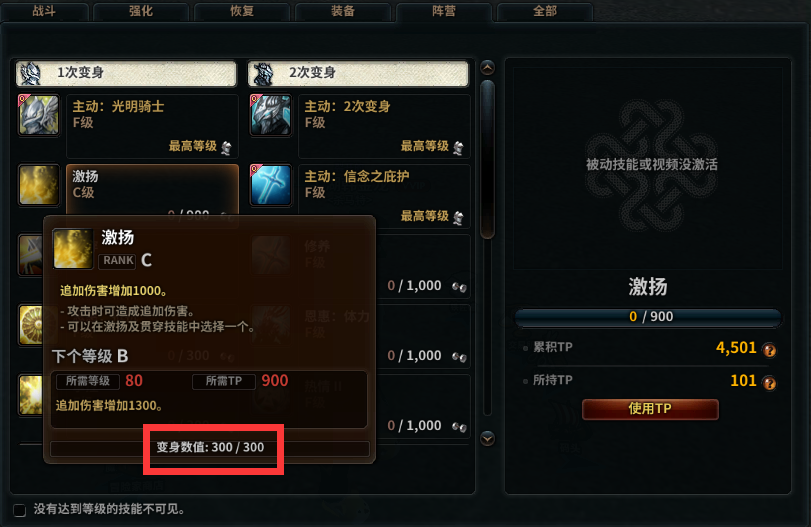 战斗
强化
恢复
装备
阵营
全部
1次变身
2次变身
主动：光明骑士
F级
最高等级
主动：2次变身
F级
最高等级
激扬
C级
主动：信念之庇护
F级
最高等级
激扬
RANK C
追加伤害增加1000。
- 攻击时可造成追加伤害。
- 可以在激扬及贯穿技能中选择一个。
下个等级 B
所需等级 80
所需TP 900
追加伤害增加1300。
变身数值: 300 / 300
修养
F级
0 / 1,000
恩惠：体力
F级
0 / 300
0 / 1,000
F级
0 / 1,000
被动技能或视频没激活
激扬
0 / 900
累积TP 4,501
所持TP 101
使用TP
没有达到等级的技能不可见。